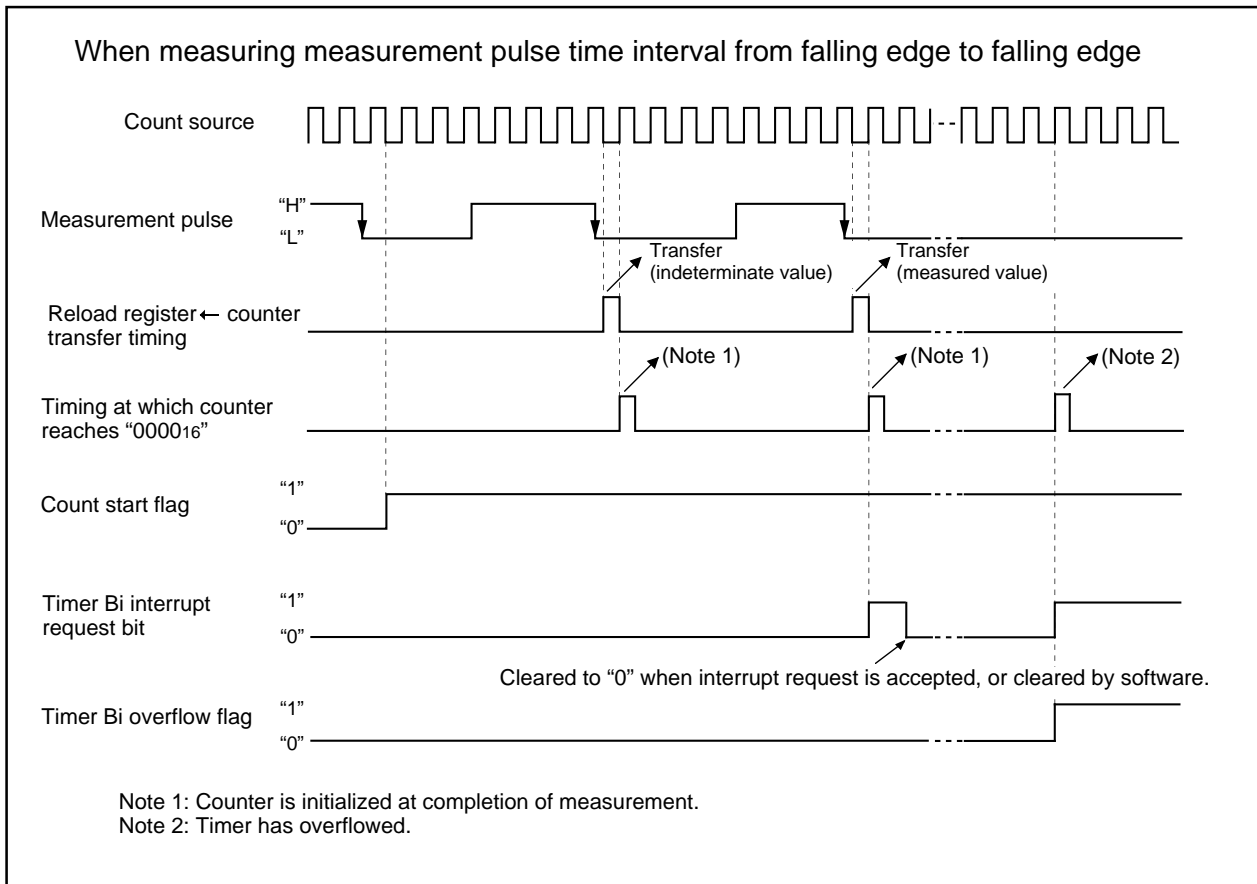 When measuring measurement pulse time interval from falling edge to falling edge
Count source
Measurement pulse
“H”
“L”
Transfer
(indeterminate value)
Transfer
(measured value)
Reload register ← counter
transfer timing
(Note 1)
(Note 1)
(Note 2)
Timing at which counter
reaches “000016”
Count start flag
“1”
“0”
Timer Bi interrupt
request bit
“1”
“0”
Cleared to “0” when interrupt request is accepted, or cleared by software.
Timer Bi overflow flag
“1”
“0”
Note 1: Counter is initialized at completion of measurement.
Note 2: Timer has overflowed.